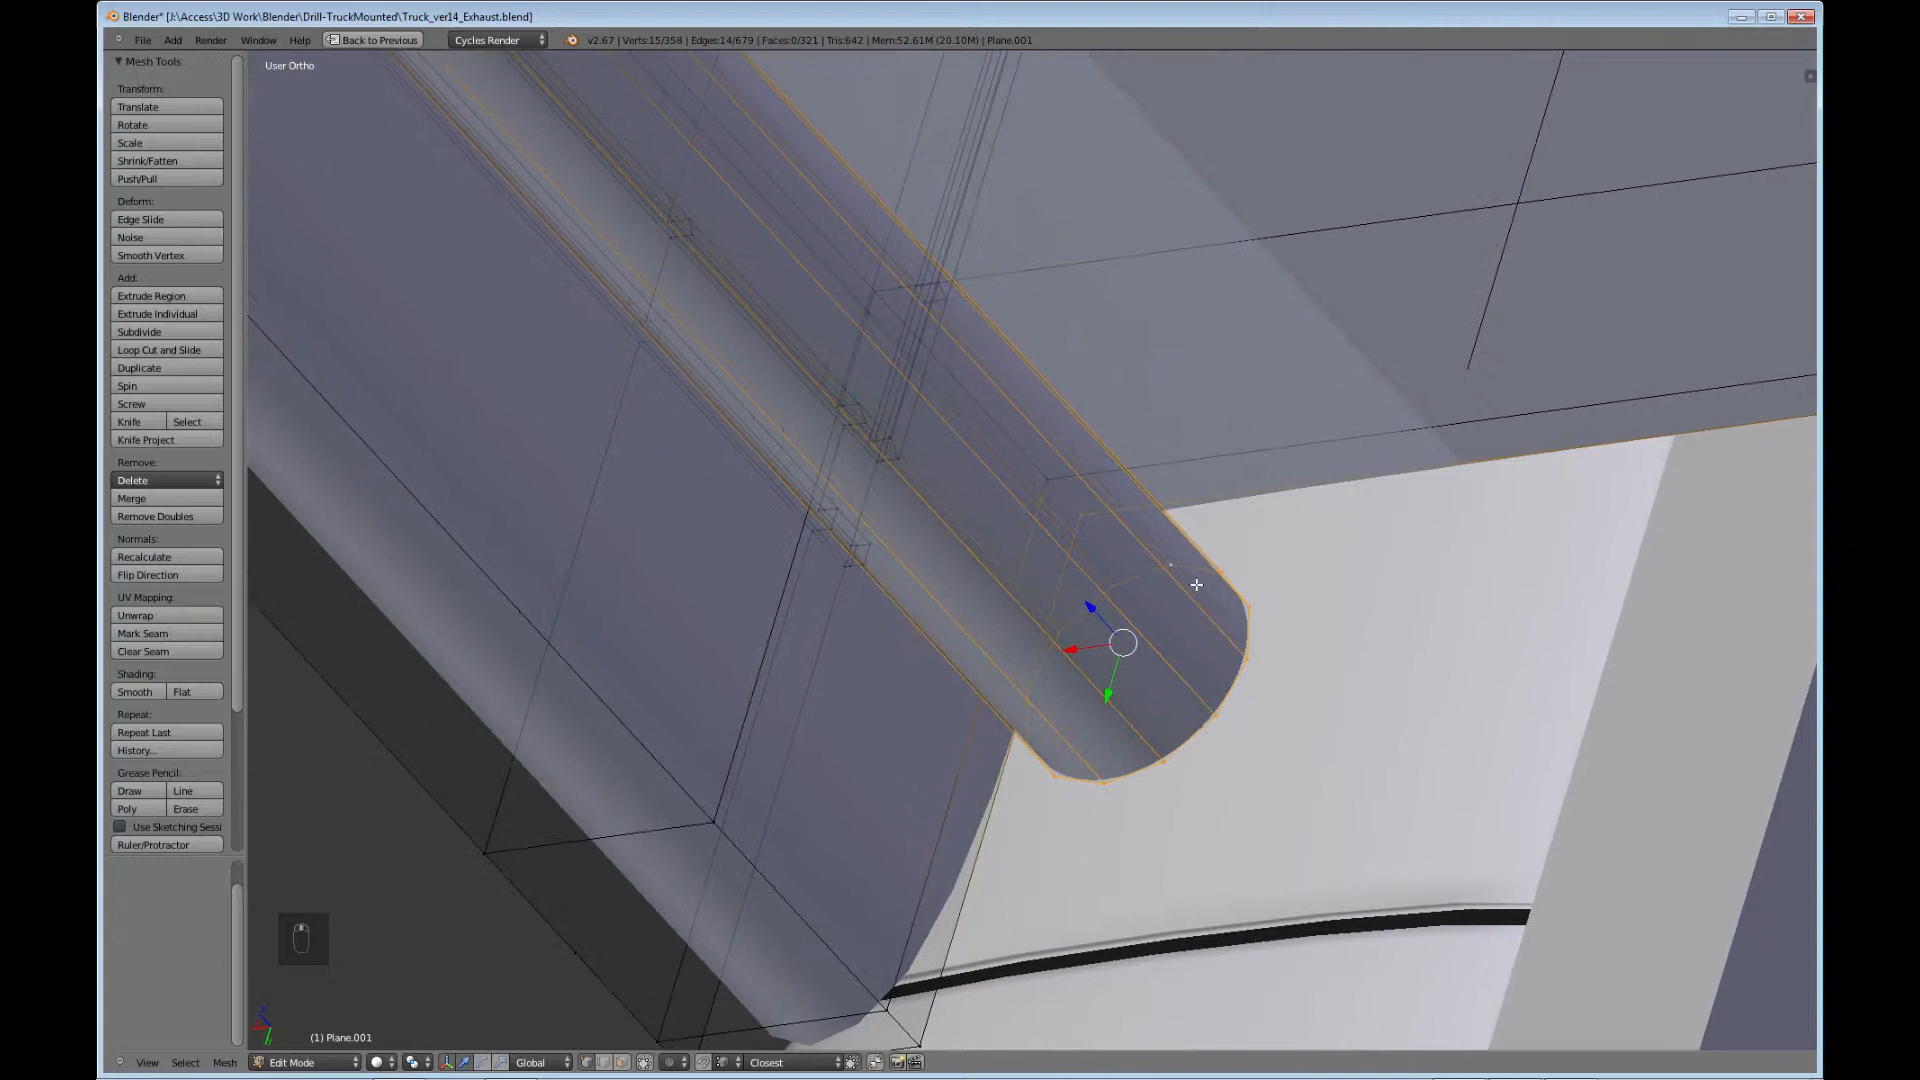 Blender* [J:\Access\3D Work\Blender\Drill-TruckMounted\Truck_ver14_Exhaust.blend]
File Add Render Window Help Back to Previous Cycles Render v2.67 | Verts:15/358 | Edges:14/679 | Faces:0/321 | Tris:642 | Mem:52.61M (20.10M) | Plane.001
Mesh Tools
User Ortho
Transform:
Translate
Rotate
Scale
Shrink/Fatten
Push/Pull
Deform:
Edge Slide
Noise
Smooth Vertex
Add:
Extrude Region
Extrude Individual
Subdivide
Loop Cut and Slide
Duplicate
Spin
Screw
Knife Select
Knife Project
Remove:
Delete
Merge
Remove Doubles
Normals:
Recalculate
Flip Direction
UV Mapping:
Unwrap
Mark Seam
Clear Seam
Shading:
Smooth Flat
Repeat:
Repeat Last
History...
Grease Pencil:
Draw Line
Poly Erase
Use Sketching Sessi
Ruler/Protractor
(1) Plane.001
View Select Mesh Edit Mode Global Closest